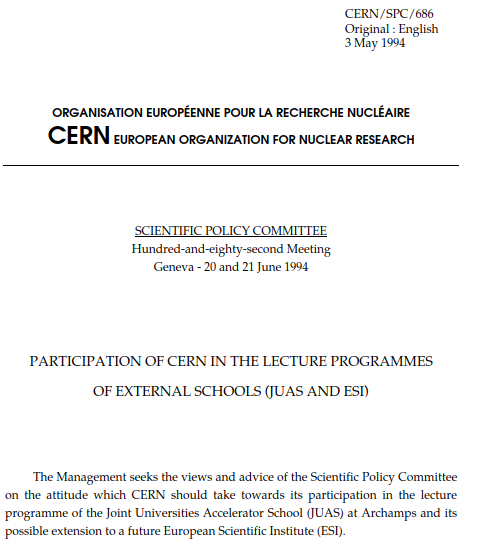 CERN/SPC/686
Original : English
3 May 1994
ORGANISATION EUROPÉENNE POUR LA RECHERCHE NUCLÉAIRE
CERN EUROPEAN ORGANIZATION FOR NUCLEAR RESEARCH
SCIENTIFIC POLICY COMMITTEE
Hundred-and-eighty-second Meeting
Geneva - 20 and 21 June 1994
PARTICIPATION OF CERN IN THE LECTURE PROGRAMMES
OF EXTERNAL SCHOOLS (JUAS AND ESI)
The Management seeks the views and advice of the Scientific Policy Committee
on the attitude which CERN should take towards its participation in the lecture
programme of the Joint Universities Accelerator School (JUAS) at Archamps and its
possible extension to a future European Scientific Institute (ESI).